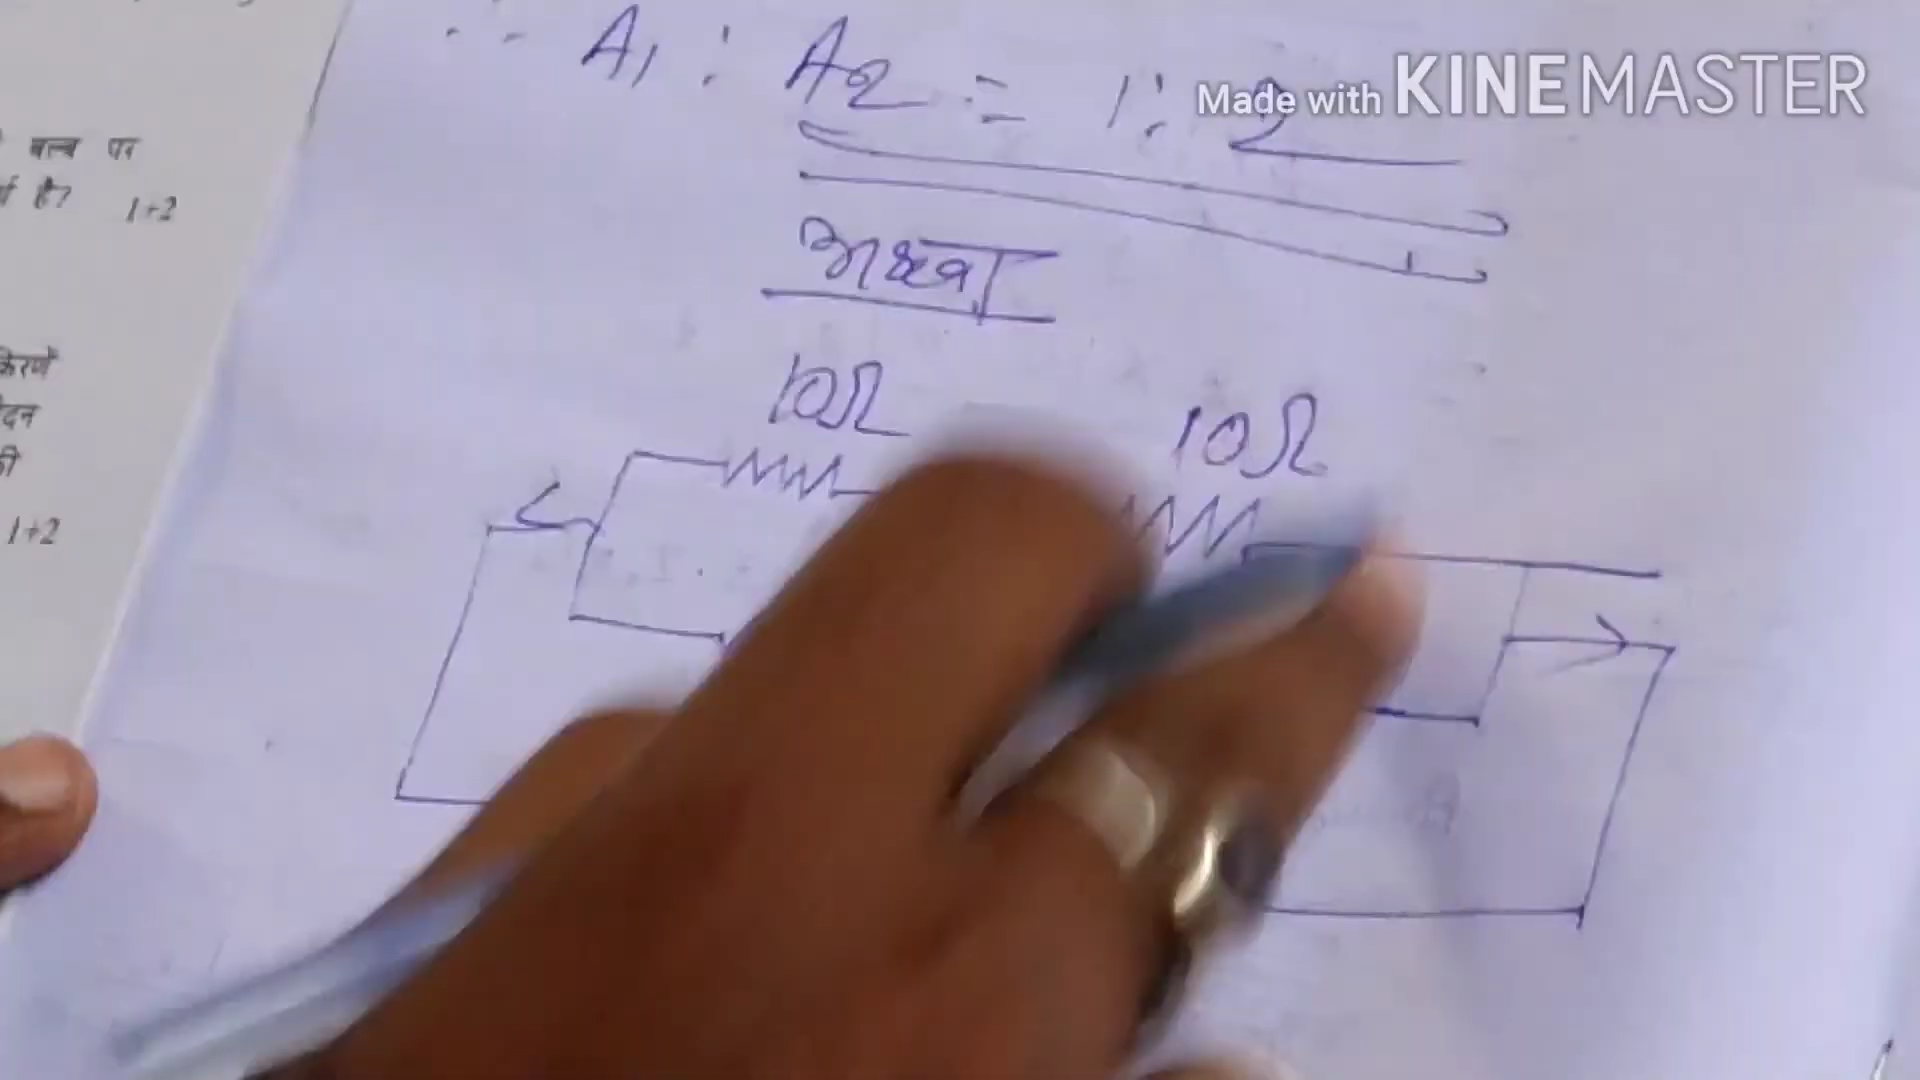 ∴ A₁ : A₂ = 1 : 2
Made with KINEMASTER
बल्ब पर
है? 1+2
अथवा
किरणें
10Ω 10Ω
1+2